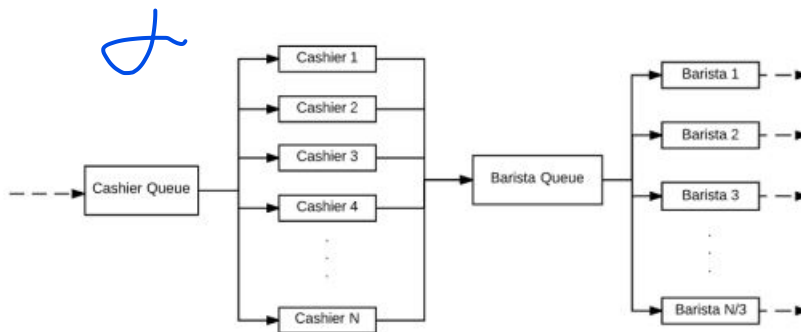 Cashier Queue
Cashier 1
Cashier 2
Cashier 3
Cashier 4
Cashier N
Barista Queue
Barista 1
Barista 2
Barista 3
Barista N/3